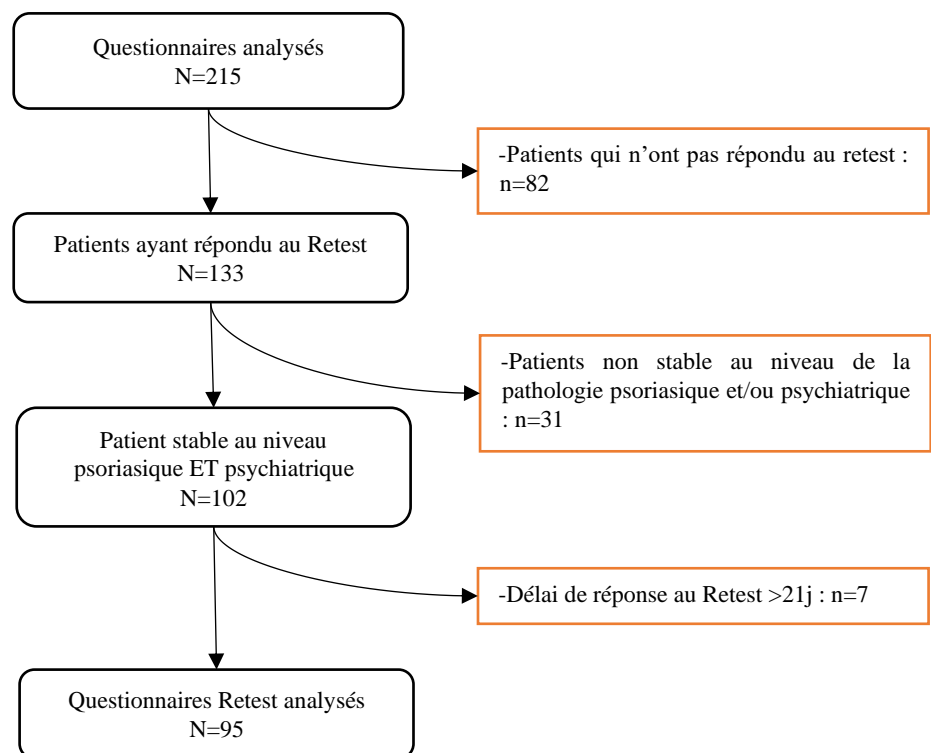 Questionnaires analysés
N=215
-Patients qui n’ont pas répondu au retest :
n=82
Patients ayant répondu au Retest
N=133
-Patients non stable au niveau de la
pathologie psoriasique et/ou psychiatrique
: n=31
Patient stable au niveau
psoriasique ET psychiatrique
N=102
-Délai de réponse au Retest >21j : n=7
Questionnaires Retest analysés
N=95